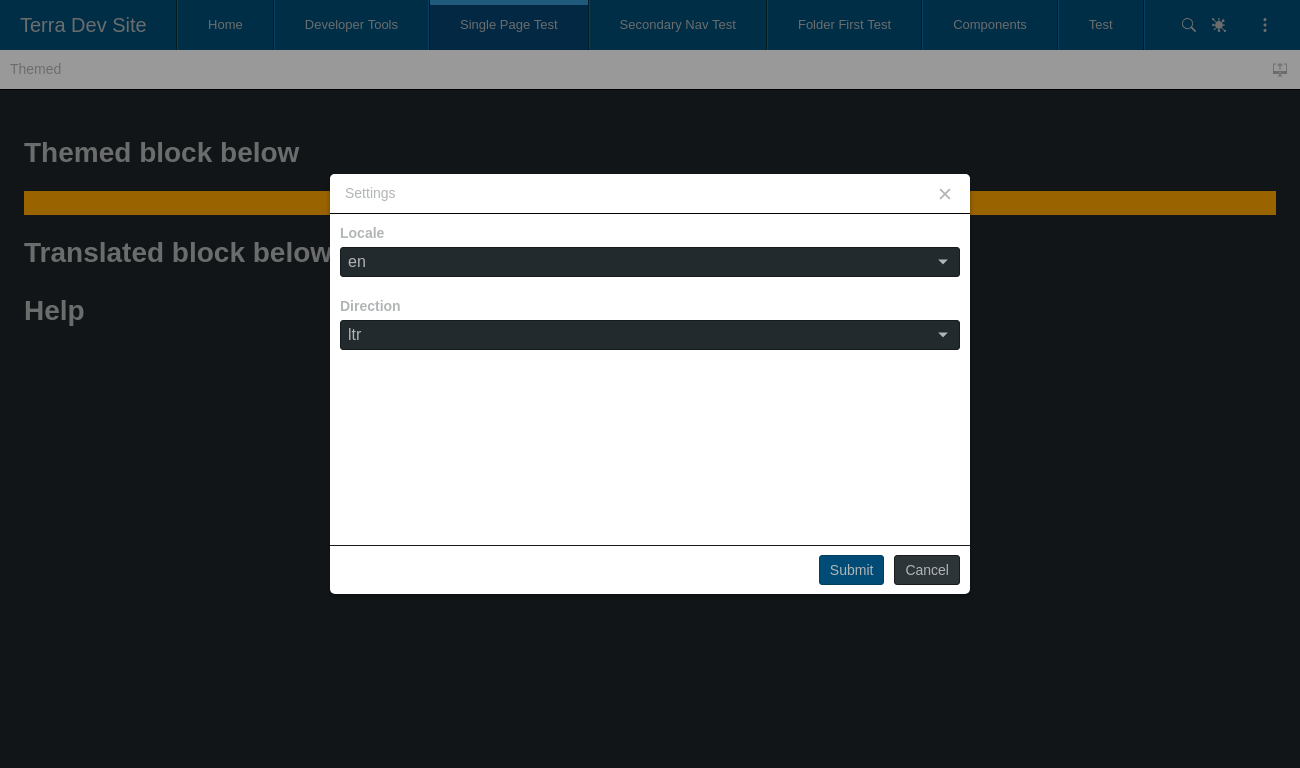 Terra Dev Site
Home
Developer Tools
Single Page Test
Secondary Nav Test
Folder First Test
Components
Test
Themed
Themed block below
Settings
Locale
en
Translated block below
Direction
Help
ltr
Submit
Cancel